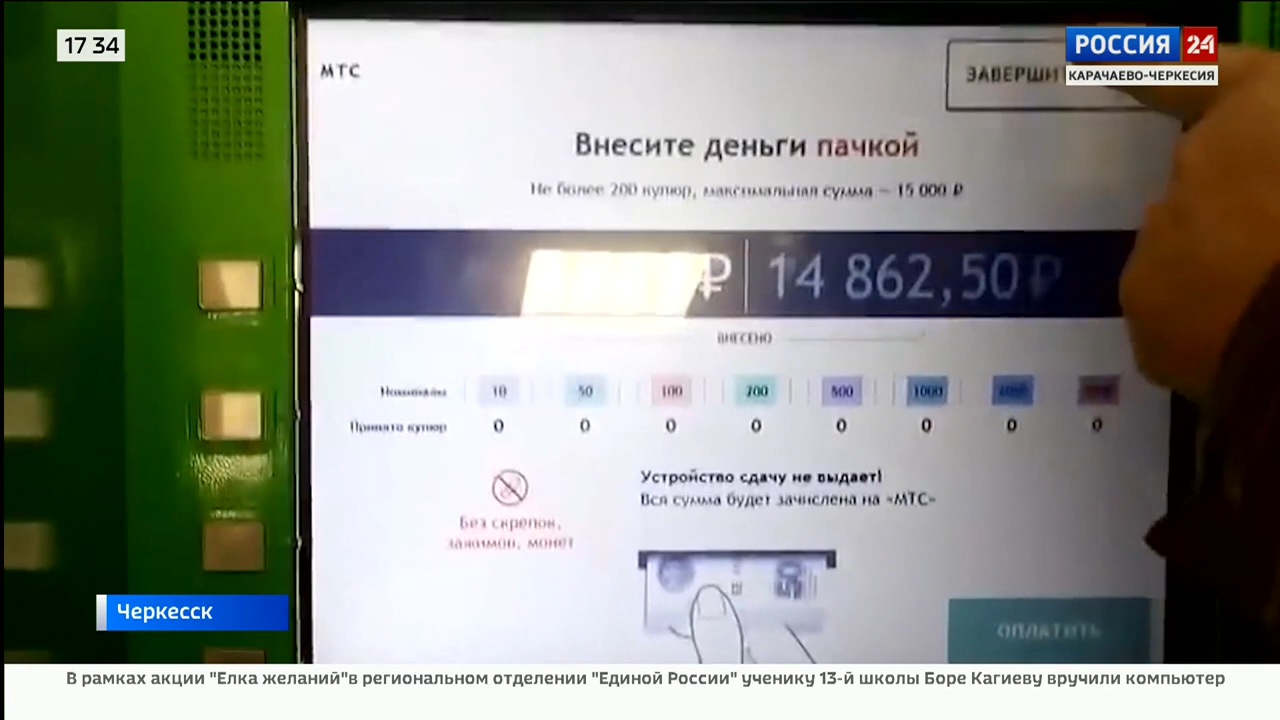 17 34
РОССИЯ 24
КАРАЧАЕВО-ЧЕРКЕСИЯ
МТС
Внесите деньги пачкой
Не более 200 купюр, максимальная сумма – 15 000 ₽
₽ 14 862,50 ₽
ВНЕСЕНО
Номиналы 10 50 100 200 500 1000
Принято купюр 0 0 0 0 0 0 0 0
Устройство сдачу не выдает!
Вся сумма будет зачислена на «МТС»
Без скрепок,
зажимов, монет
ОПЛАТИТЬ
Черкесск
В рамках акции "Елка желаний"в региональном отделении "Единой России" ученику 13-й школы Боре Кагиеву вручили компьютер